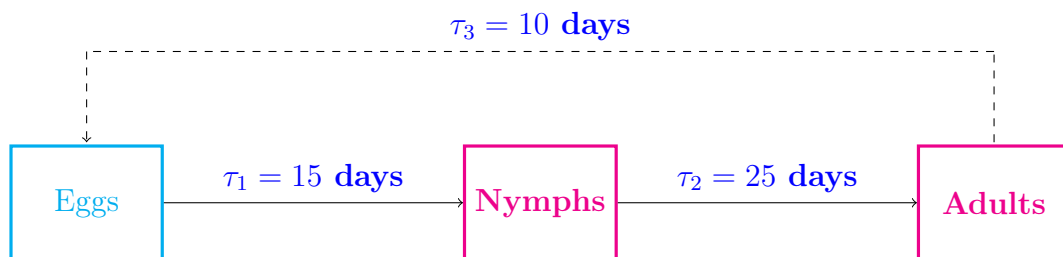 τ₃ = 10 days
Eggs
τ₁ = 15 days
Nymphs
τ₂ = 25 days
Adults